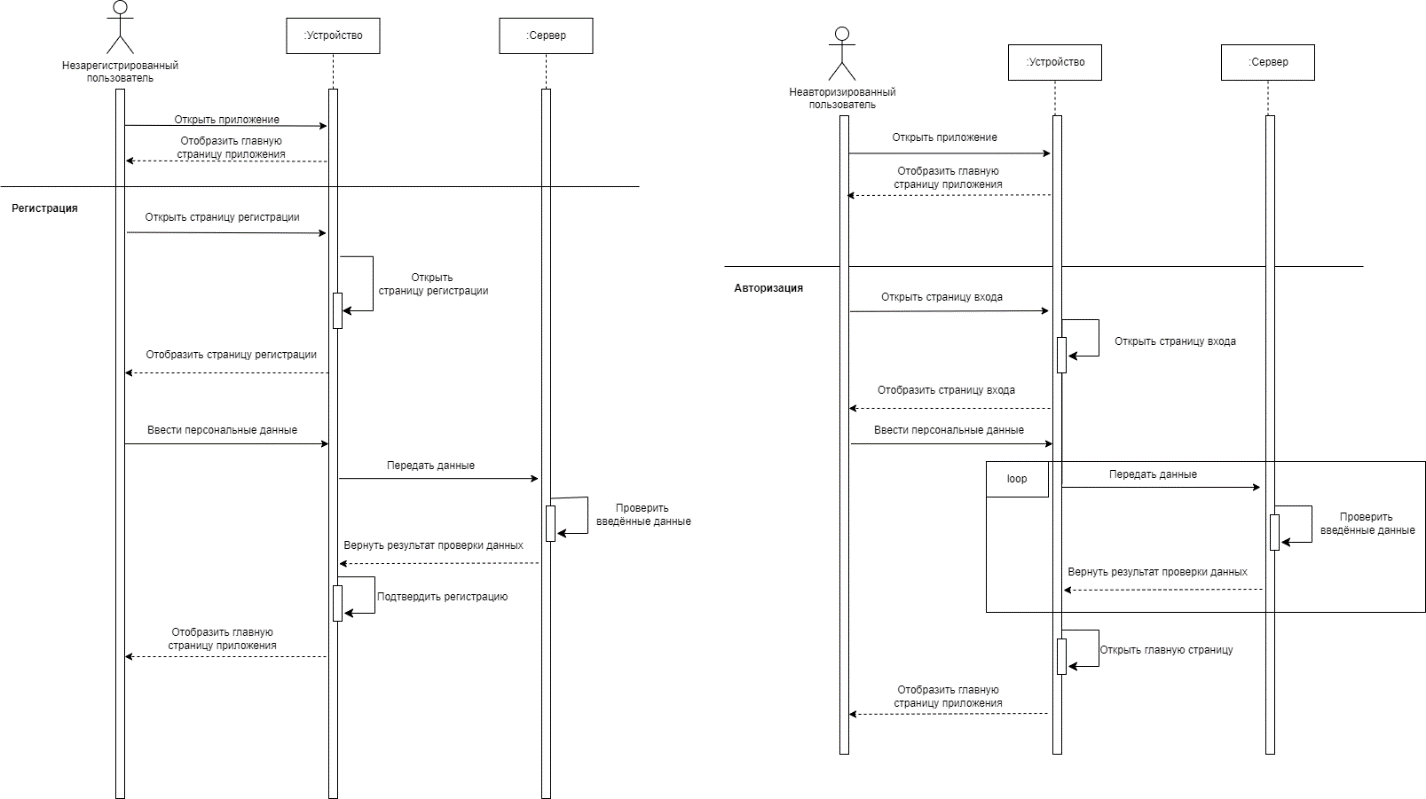 :Устройство
:Сервер
Незарегистрированный
пользователь
Открыть приложение
Отобразить главную
страницу приложения
Регистрация
Открыть страницу регистрации
Открыть
страницу регистрации
Отобразить страницу регистрации
Ввести персональные данные
Передать данные
Проверить
введённые данные
Вернуть результат проверки данных
Подтвердить регистрацию
Отобразить главную
страницу приложения
:Устройство
:Сервер
Неавторизированный
пользователь
Открыть приложение
Отобразить главную
страницу приложения
Авторизация
Открыть страницу входа
Открыть страницу входа
Отобразить страницу входа
Ввести персональные данные
loop
Передать данные
Проверить
введённые данные
Вернуть результат проверки данных
Открыть главную страницу
Отобразить главную
страницу приложения